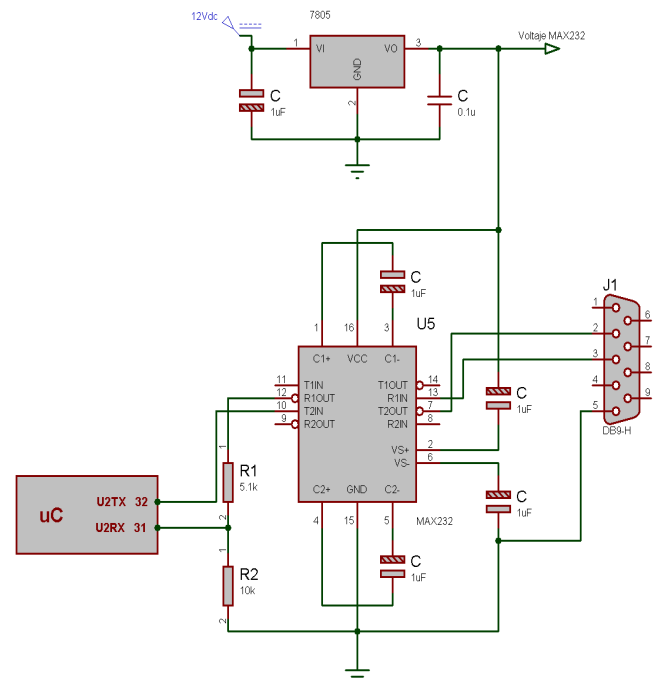 7805
12Vdc
1 VI VO 3
Voltaje MAX232
GND
2
C
1uF
C
0.1u
C
1uF
J1
1
6
2
7
3
8
4
9
5
DB9-H
1 16 3
U5
C1+ VCC C1-
11 T1IN T1OUT 14
12 R1OUT R1IN 13
10 T2IN T2OUT 7
9 R2OUT R2IN 8
VS+ 2
VS- 6
C2+ GND C2-
4 15 5
MAX232
C
1uF
C
1uF
C
1uF
1
R1
5.1k
2
uC
U2TX 32
U2RX 31
1
R2
10k
2